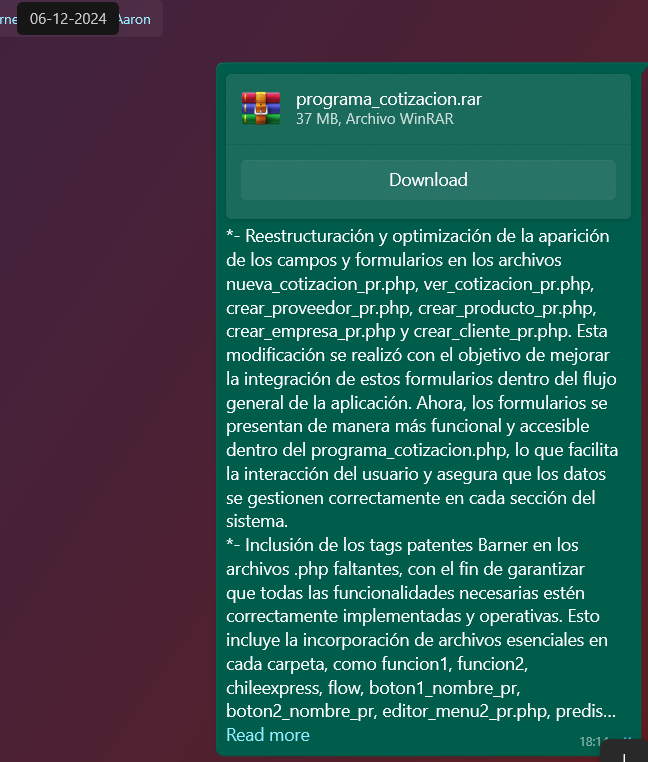 rne
06-12-2024
Aaron
programa_cotizacion.rar
37 MB, Archivo WinRAR
Download
*- Reestructuración y optimización de la aparición
de los campos y formularios en los archivos
nueva_cotizacion_pr.php, ver_cotizacion_pr.php,
crear_proveedor_pr.php, crear_producto_pr.php,
crear_empresa_pr.php y crear_cliente_pr.php. Esta
modificación se realizó con el objetivo de mejorar
la integración de estos formularios dentro del flujo
general de la aplicación. Ahora, los formularios se
presentan de manera más funcional y accesible
dentro del programa_cotizacion.php, lo que facilita
la interacción del usuario y asegura que los datos
se gestionen correctamente en cada sección del
sistema.
*- Inclusión de los tags patentes Barner en los
archivos .php faltantes, con el fin de garantizar
que todas las funcionalidades necesarias estén
correctamente implementadas y operativas. Esto
incluye la incorporación de archivos esenciales en
cada carpeta, como funcion1, funcion2,
chileexpress, flow, boton1_nombre_pr,
boton2_nombre_pr, editor_menu2_pr.php, predis...
Read more